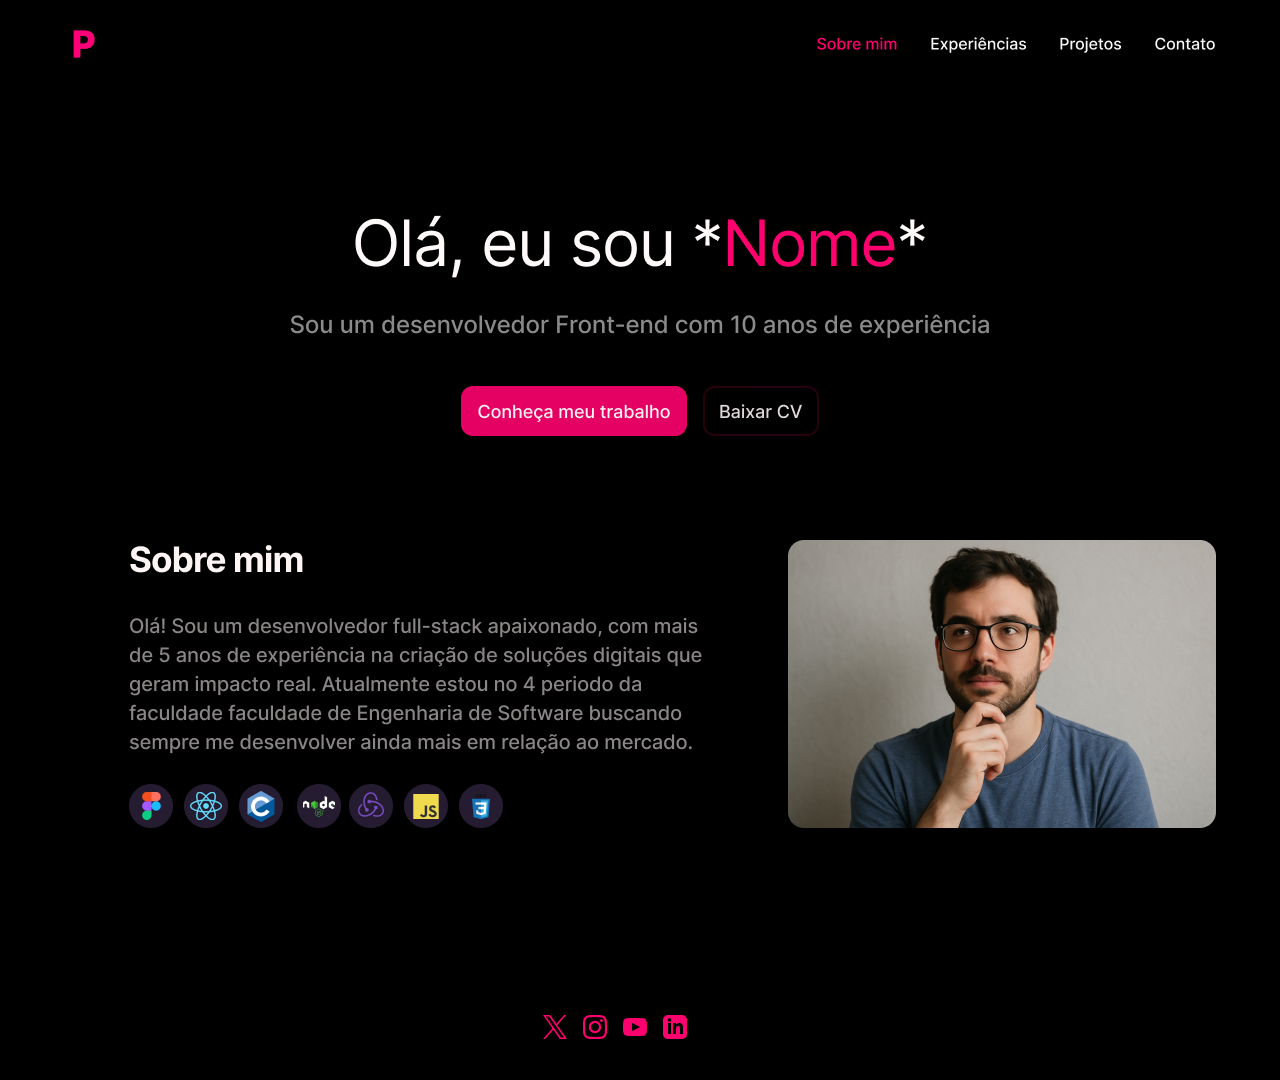 P
Sobre mim Experiências Projetos Contato
Olá, eu sou *Nome*
Sou um desenvolvedor Front-end com 10 anos de experiência
Conheça meu trabalho Baixar CV
Sobre mim
Olá! Sou um desenvolvedor full-stack apaixonado, com mais
de 5 anos de experiência na criação de soluções digitais que
geram impacto real. Atualmente estou no 4 periodo da
faculdade faculdade de Engenharia de Software buscando
sempre me desenvolver ainda mais em relação ao mercado.
C node JS 3
in